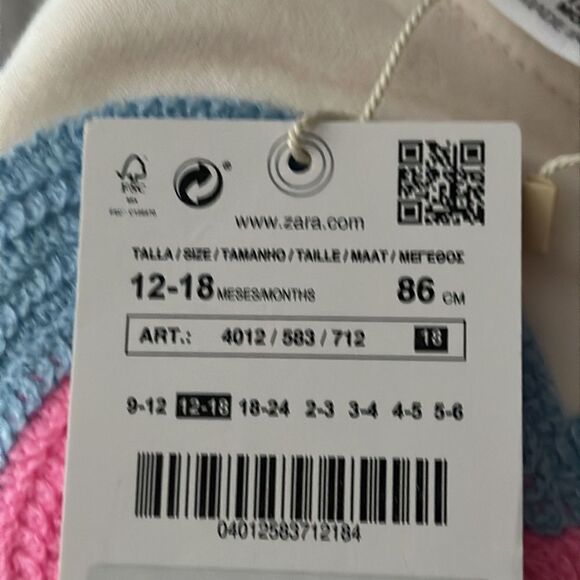 FSC
www.zara.com
TALLA / SIZE / TAMANHO / TAILLE / MAAT / ΜΕΓΕΘΟΣ
12-18 MESES/MONTHS 86 CM
ART.: 4012 / 583 / 712 18
9-12 12-18 18-24 2-3 3-4 4-5 5-6
04012583712184